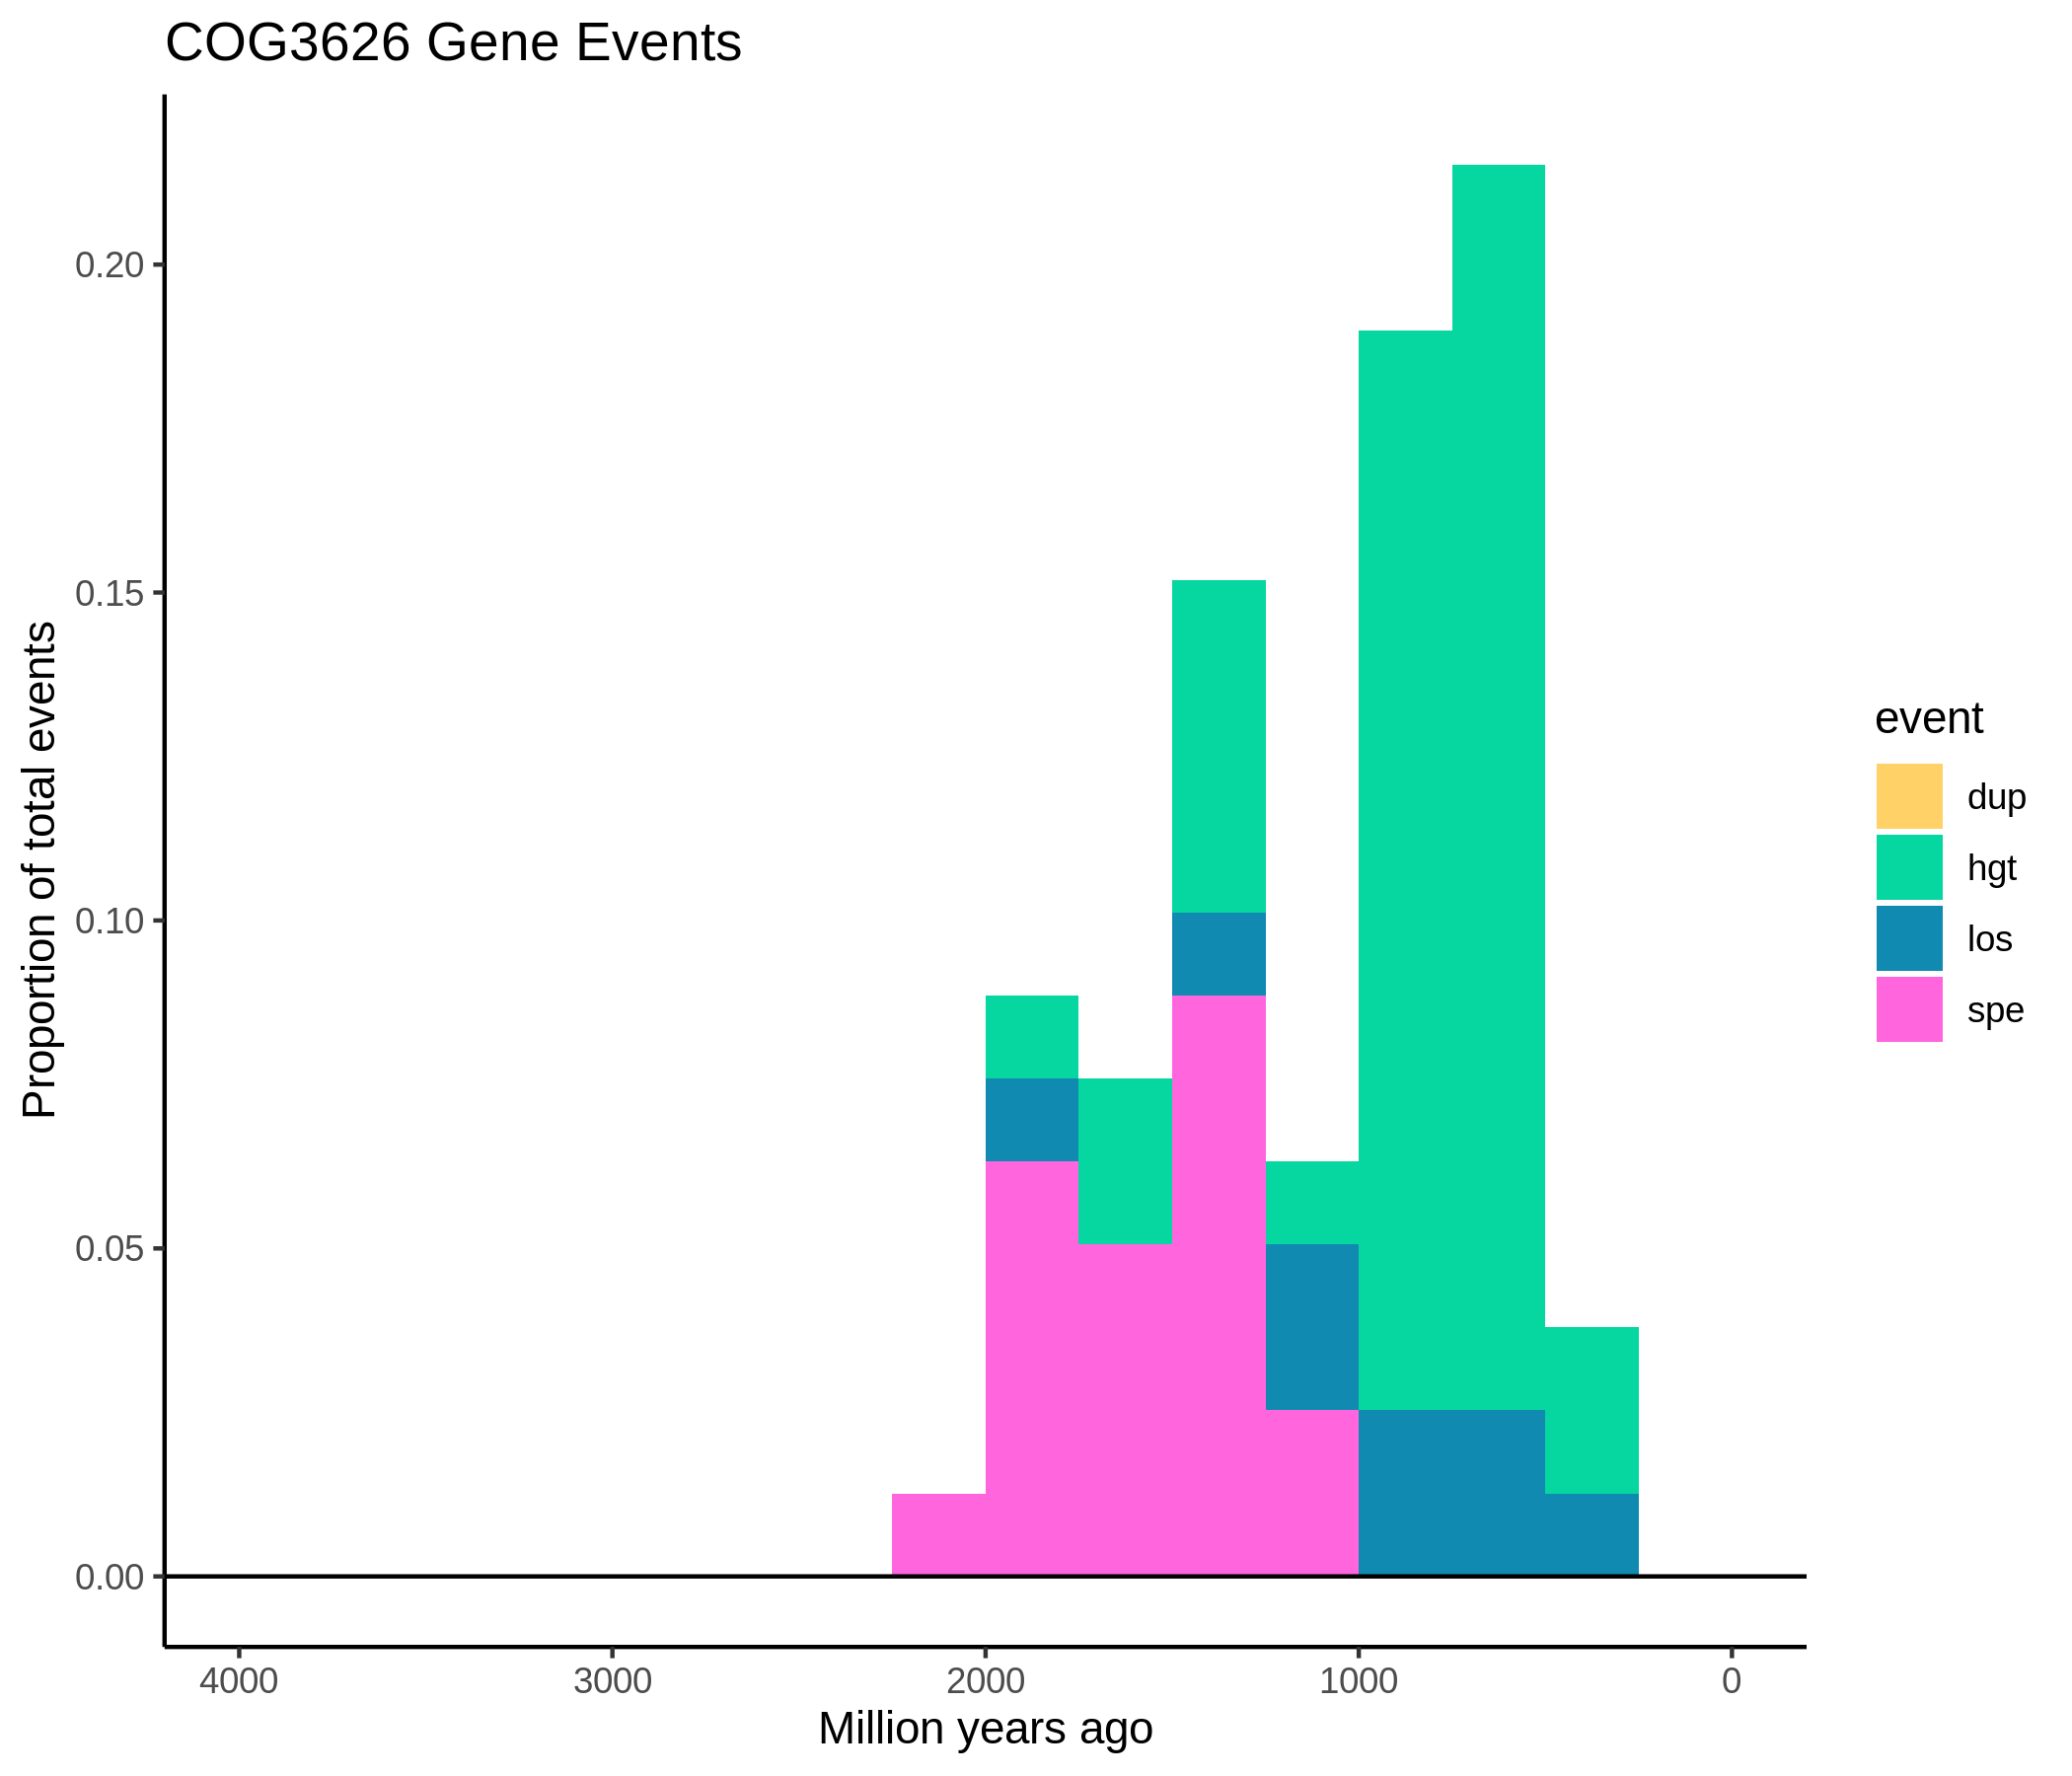 COG3626 Gene Events
Proportion of total events
0.20
0.15
0.10
0.05
0.00
4000 3000 2000 1000 0
Million years ago
event
dup
hgt
los
spe